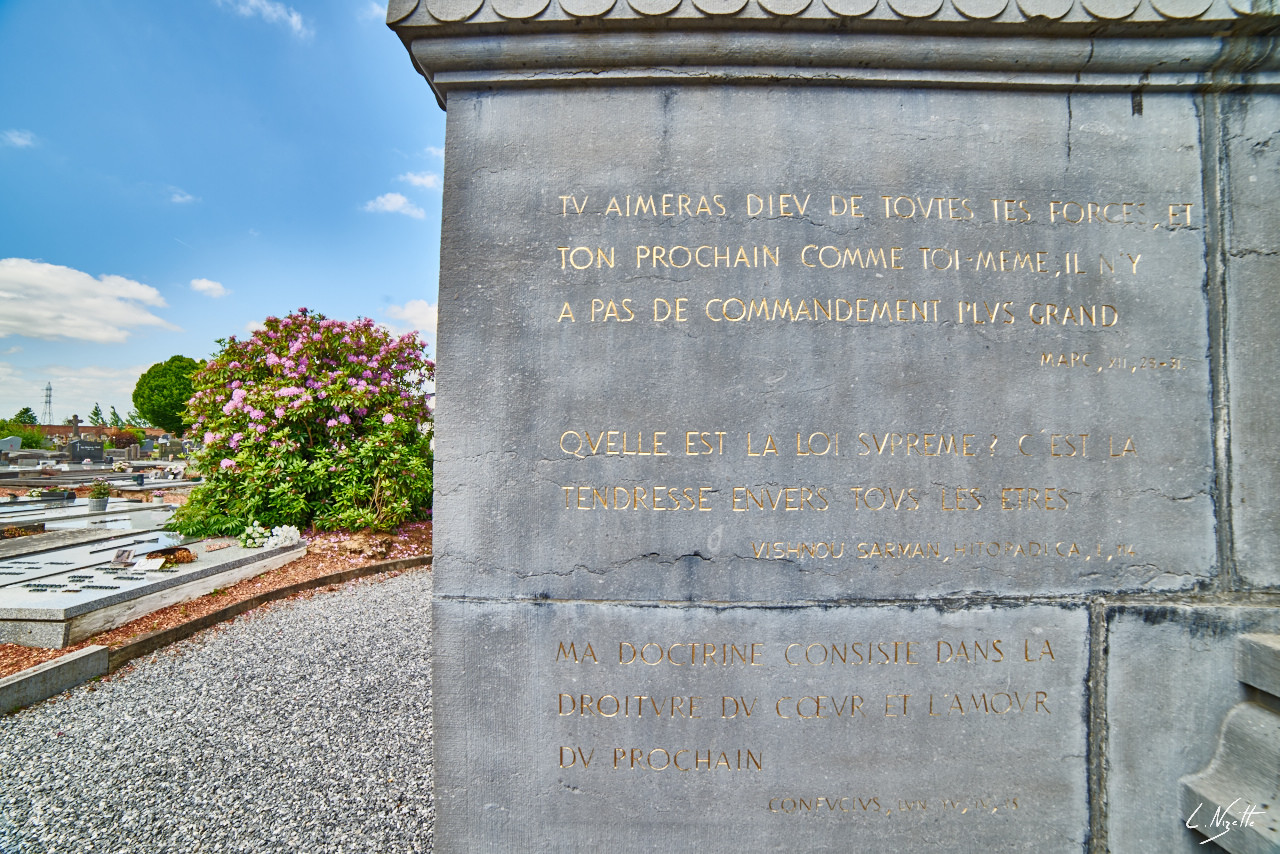 TV AIMERAS DIEV DE TOVTES TES FORCES, ET
TON PROCHAIN COMME TOI-MEME, IL N'Y
A PAS DE COMMANDEMENT PLVS GRAND
MARC,
QVELLE EST LA LOI SVPREME? C'EST LA
TENDRESSE ENVERS TOVS LES ETRES
VISHNOU SARMAN, HITOPADECA,
MA DOCTRINE CONSISTE DANS LA
DROITVRE DV CŒVR ET L'AMOVR
DV PROCHAIN
CONFVCIVS,
L. Nizette